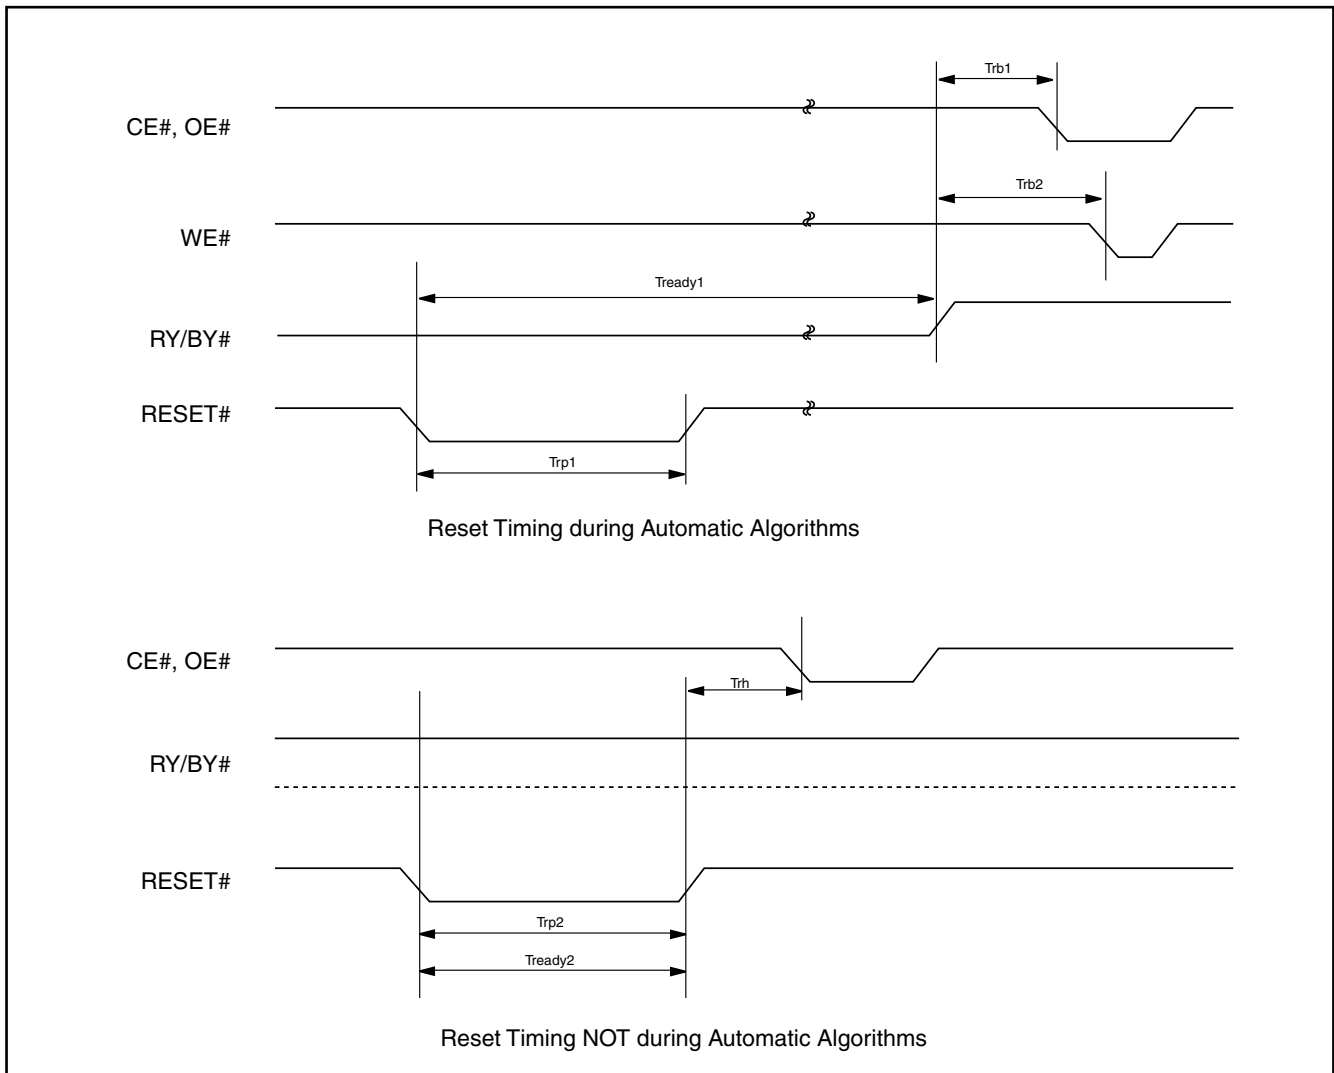 Trb1
CE#, OE#
Trb2
WE#
Tready1
RY/BY#
RESET#
Trp1
Reset Timing during Automatic Algorithms
CE#, OE#
Trh
RY/BY#
RESET#
Trp2
Tready2
Reset Timing NOT during Automatic Algorithms